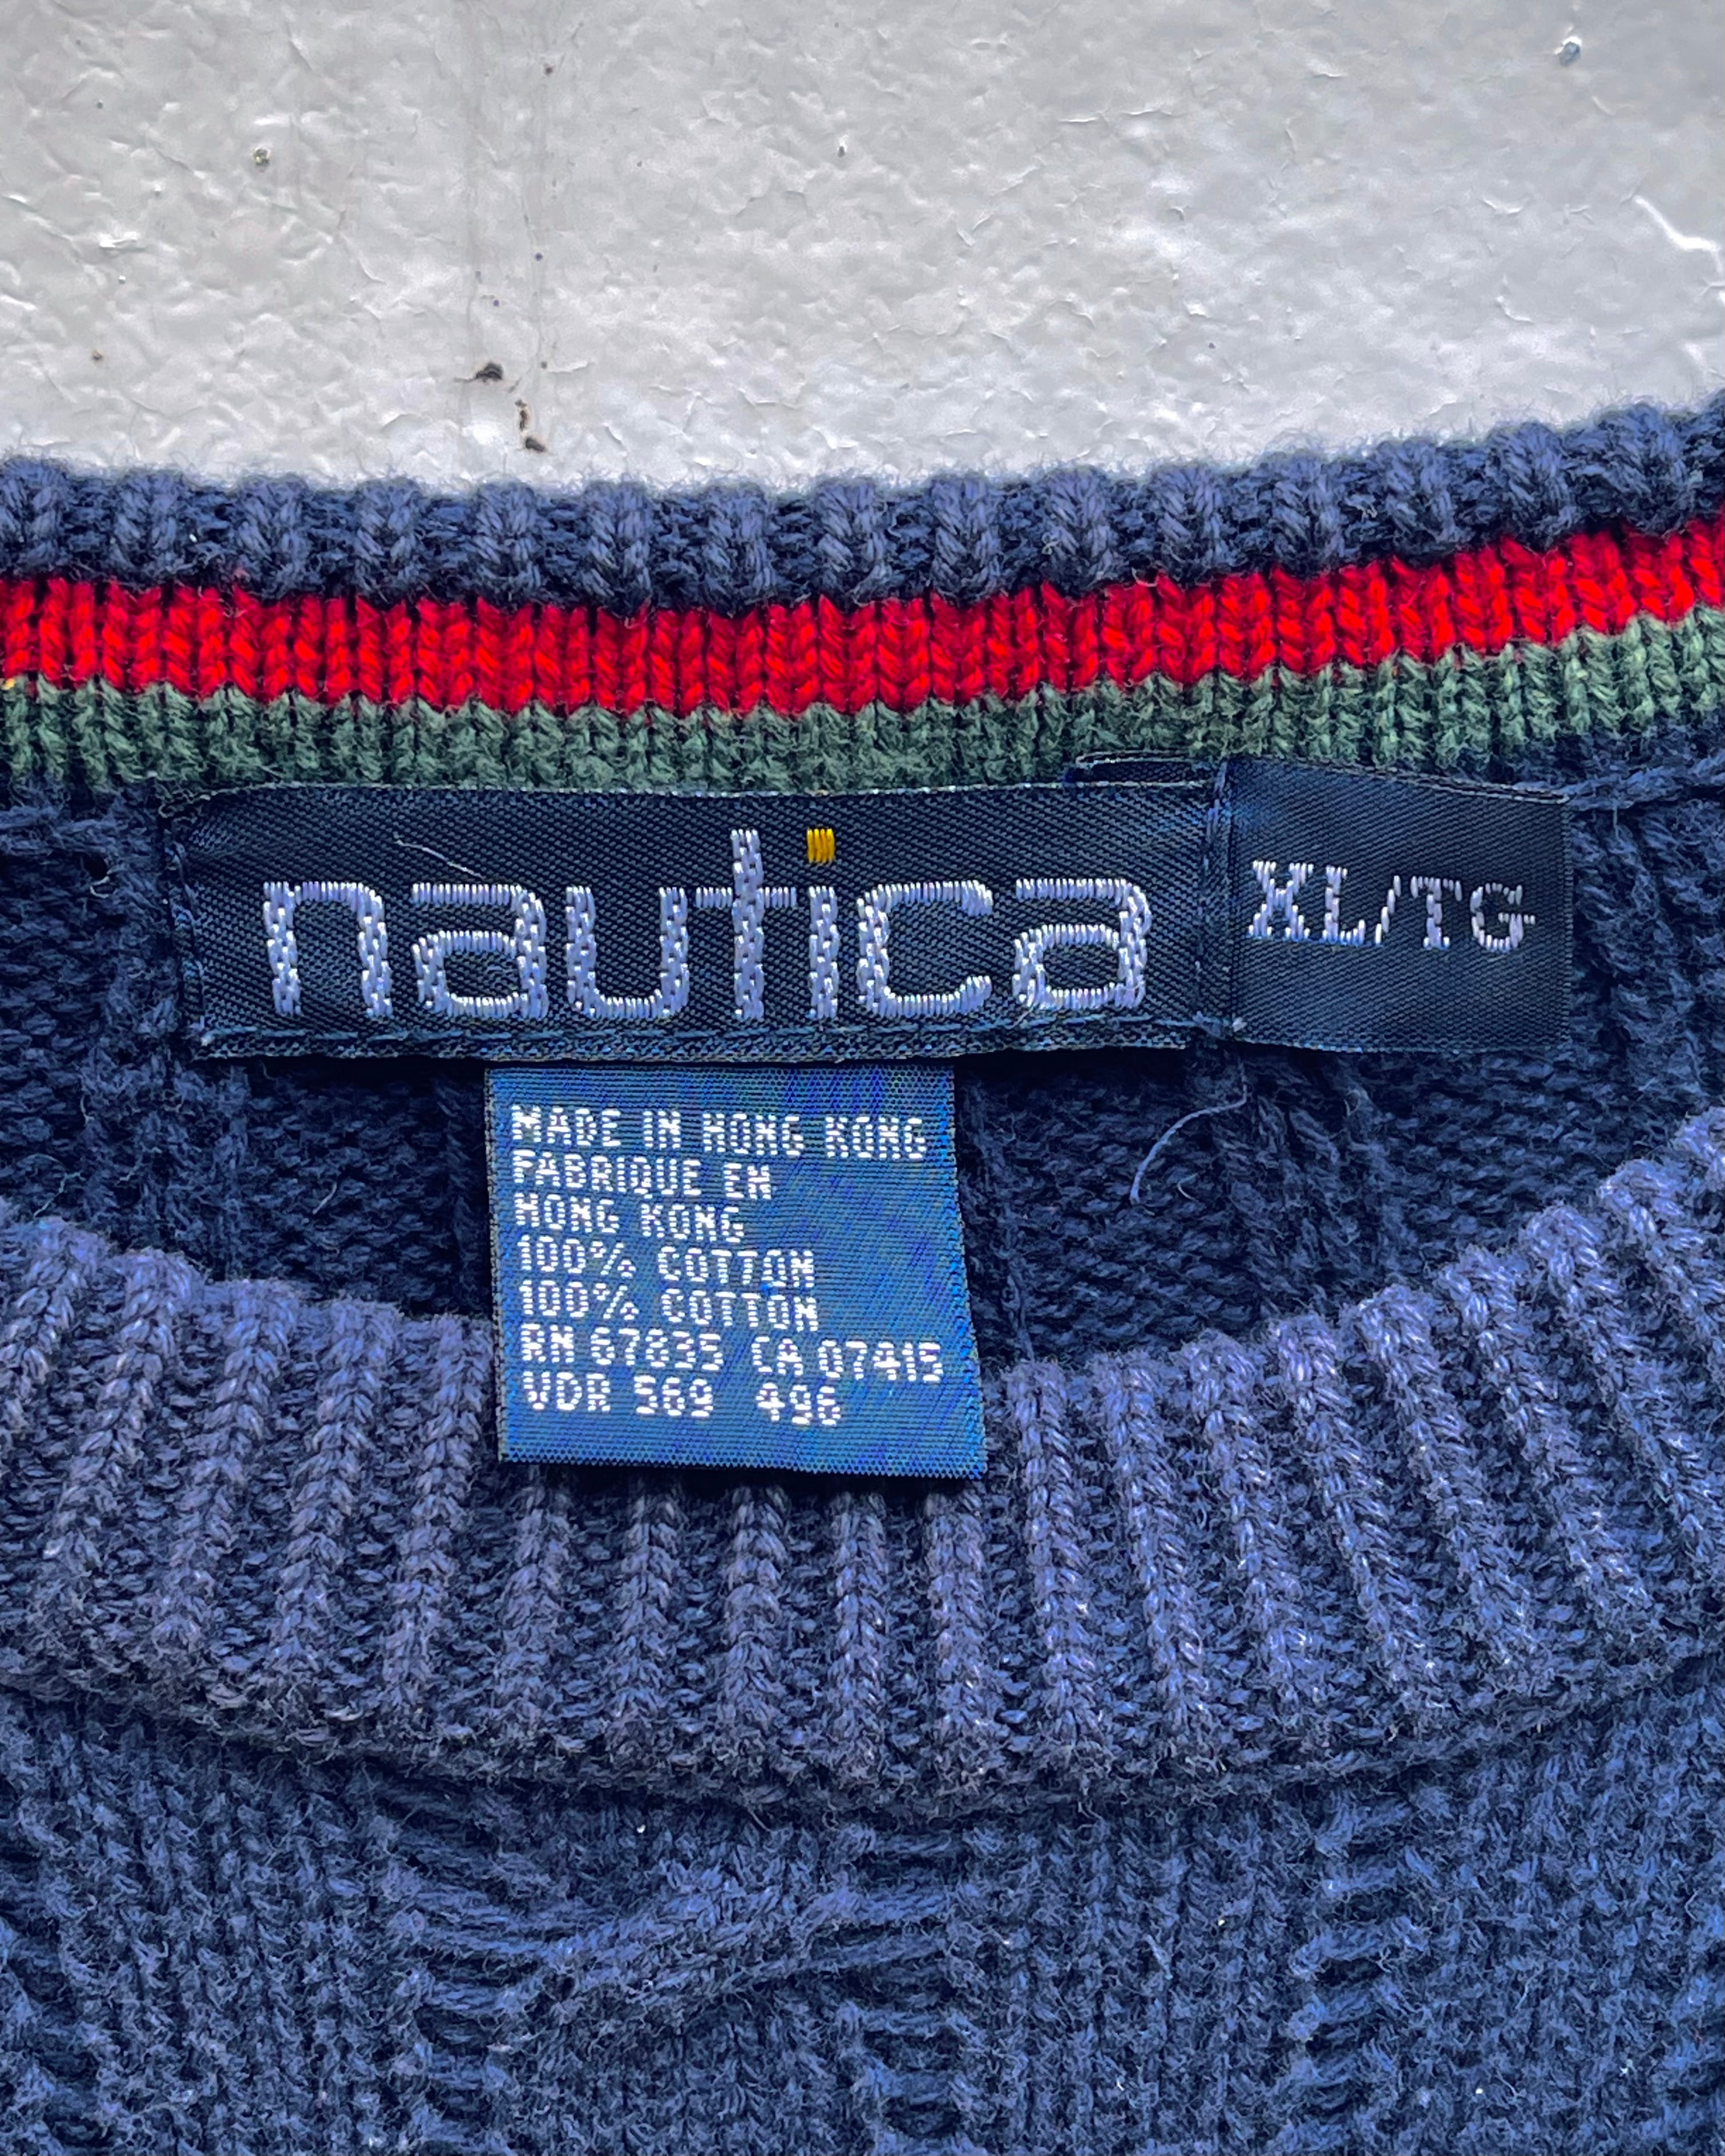 nautica
XL/TG
MADE IN HONG KONG
FABRIQUE EN
HONG KONG
100% COTTON
100% COTTON
RN 67835 CA 07415
VDR 569 496